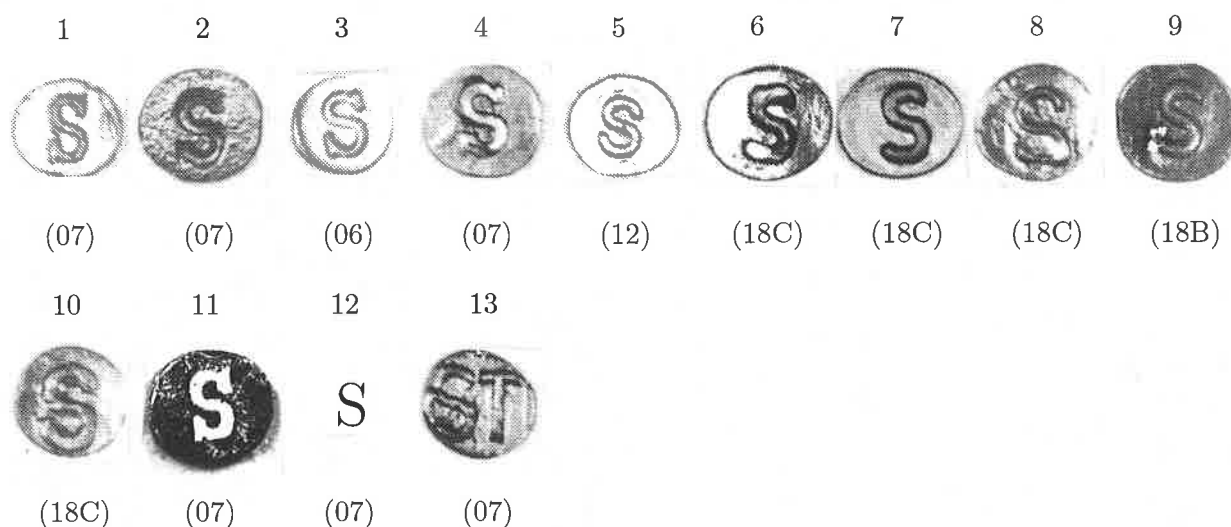 1 2 3 4 5 6 7 8 9
S S S S S S S S S
(07) (07) (06) (07) (12) (18C) (18C) (18C) (18B)
10 11 12 13
S S S ST
(18C) (07) (07) (07)